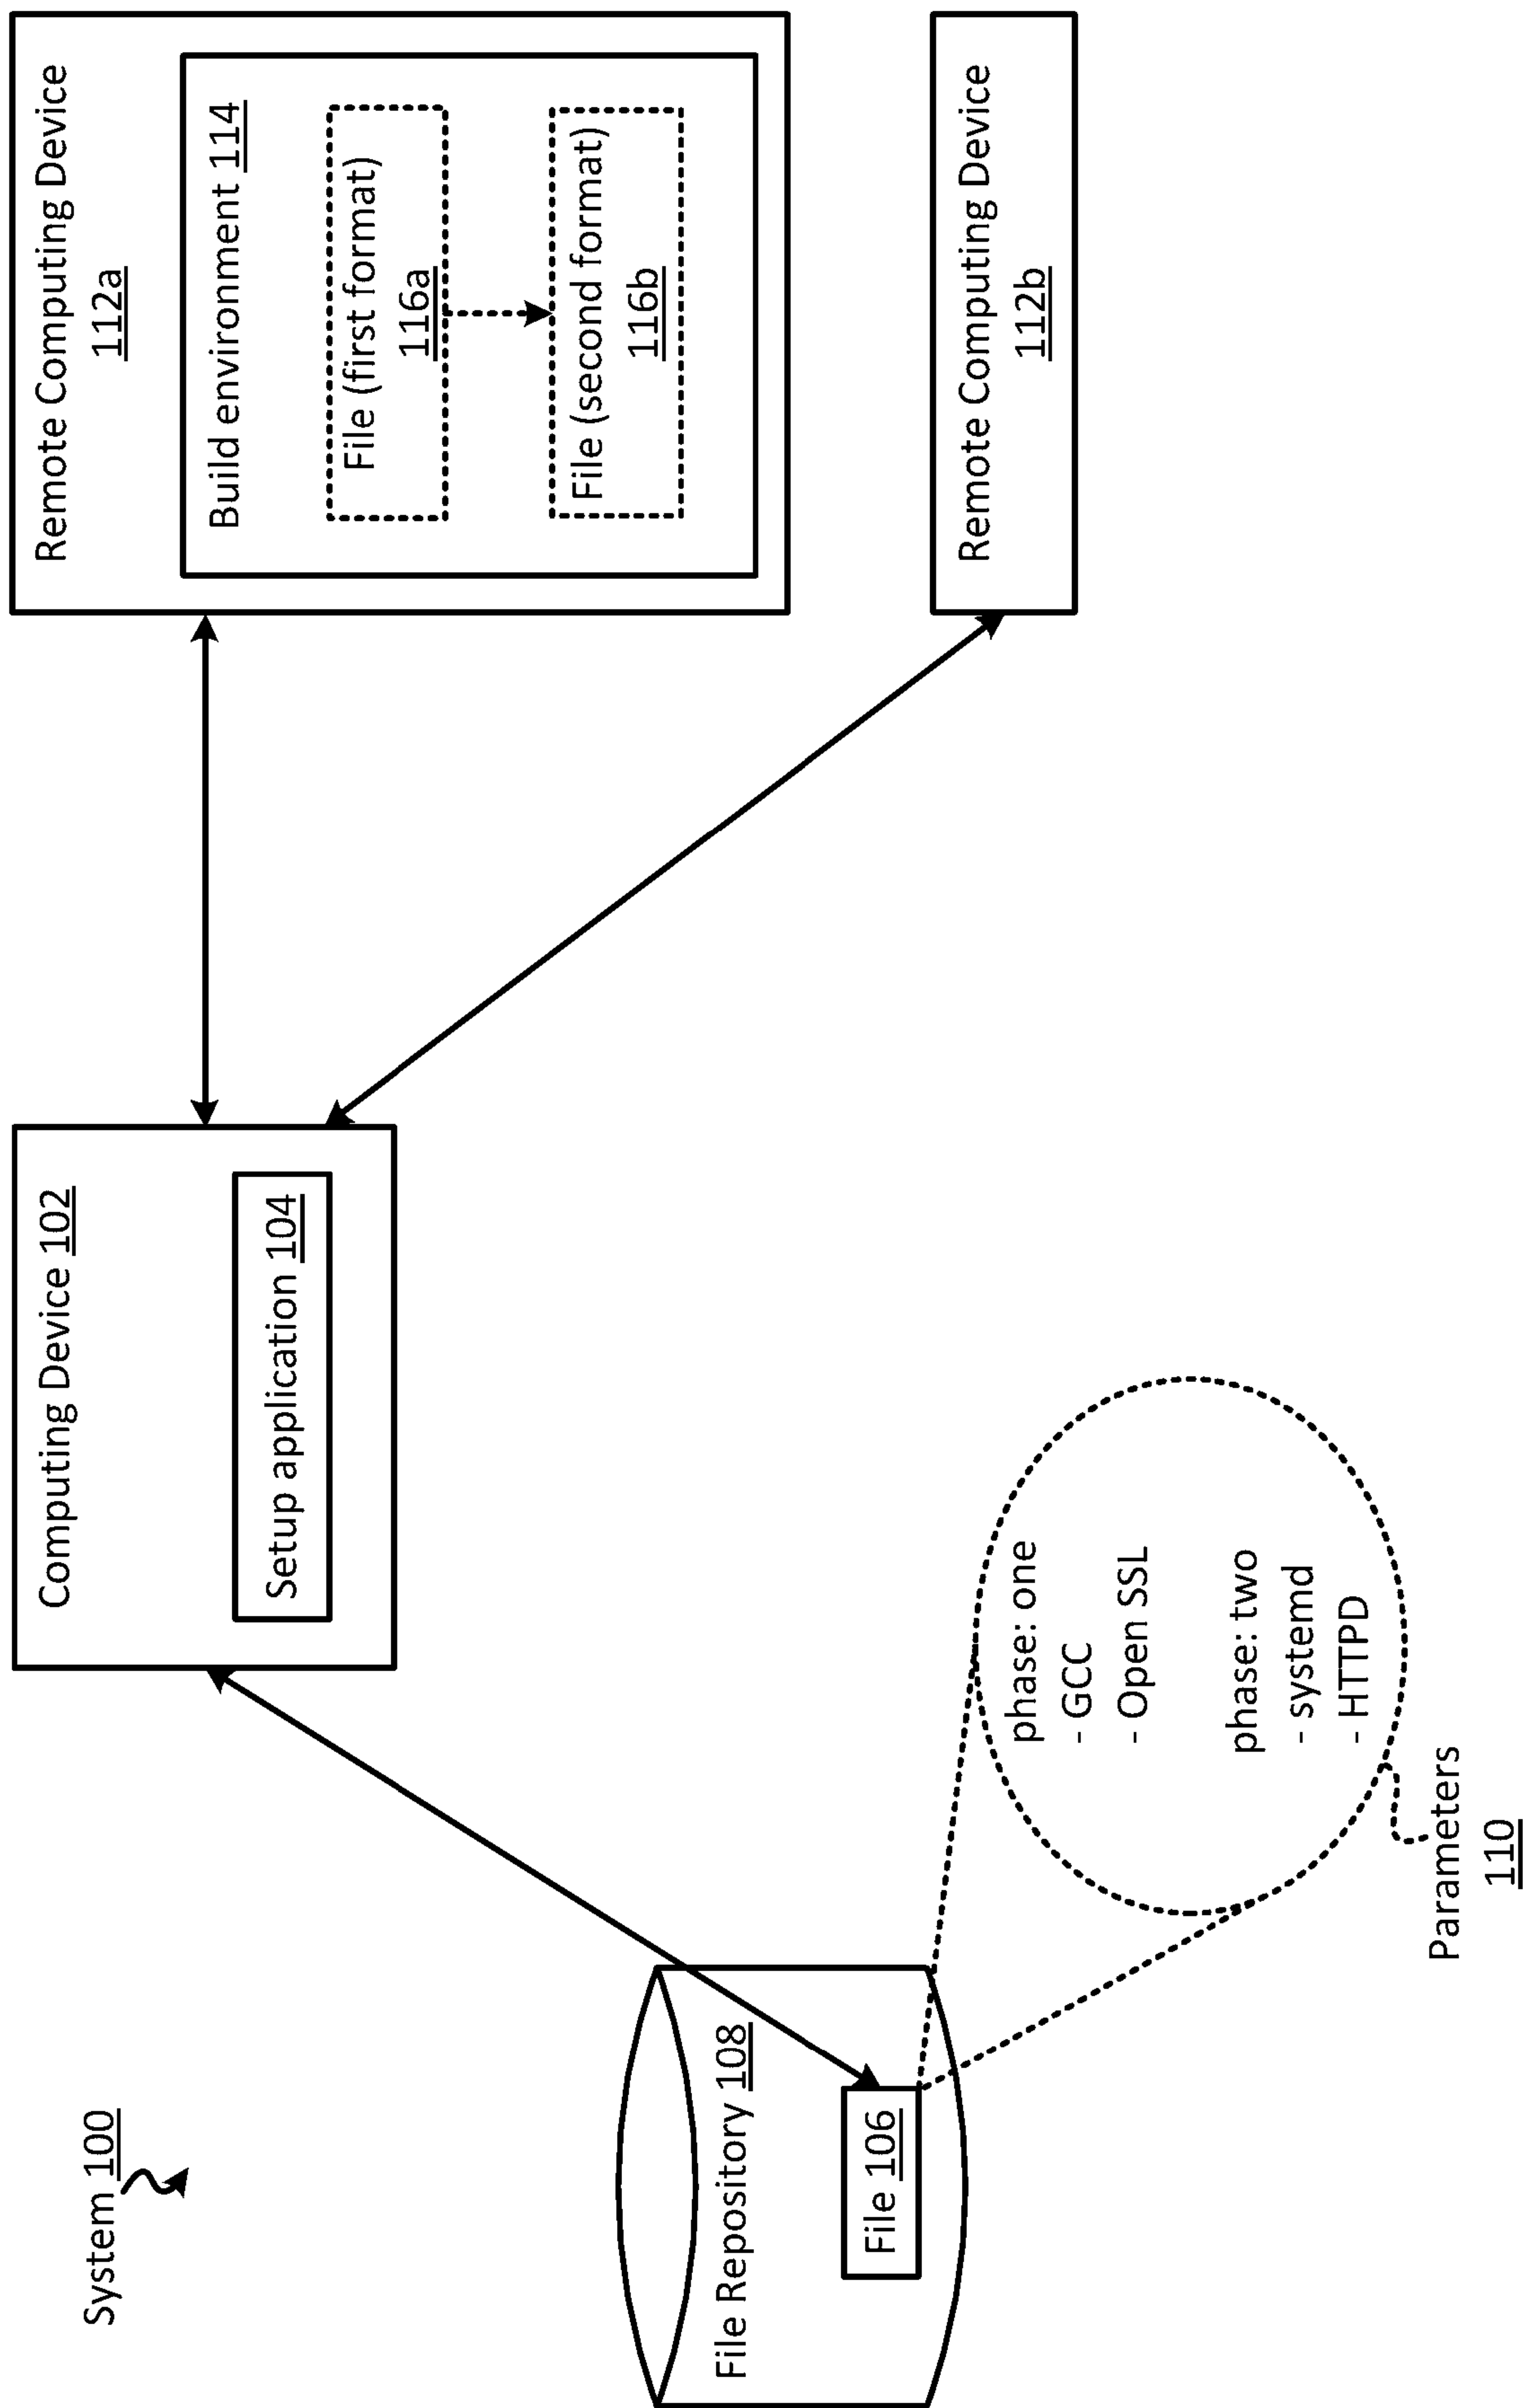 System 100
File Repository 108
File 106
Computing Device 102
Setup application 104
phase: one
- GCC
- Open SSL
phase: two
- systemd
- HTTPD
Parameters
110
Remote Computing Device
112a
Build environment 114
File (first format)
116a
File (second format)
116b
Remote Computing Device
112b